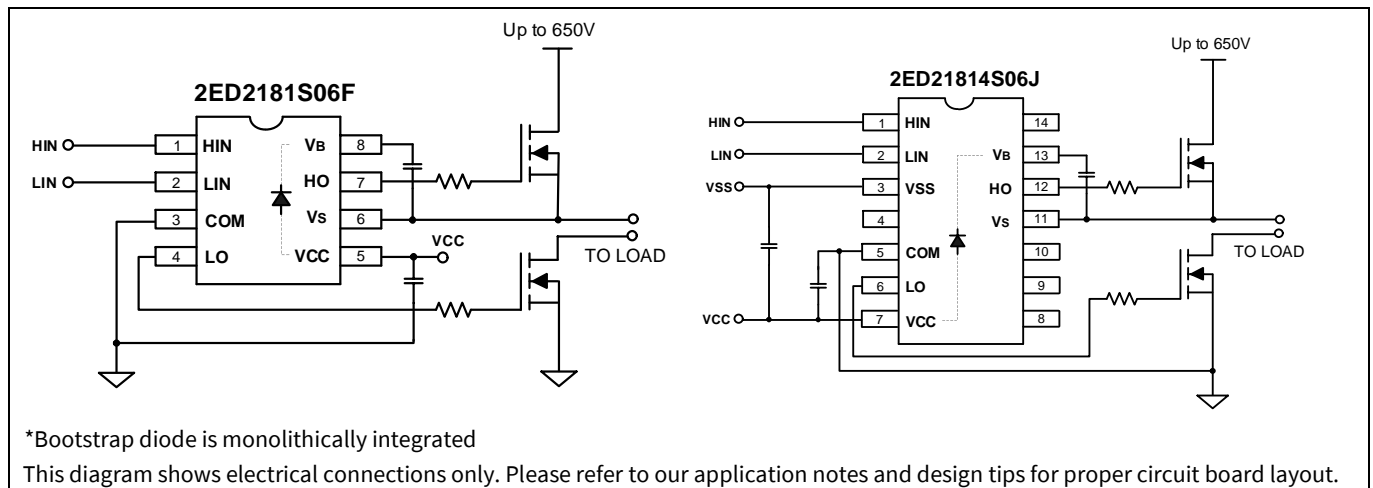 Up to 650V
2ED2181S06F
HIN
1
HIN
VB
8
LIN
2
LIN
HO
7
3
COM
VS
6
4
LO
VCC
5
VCC
TO LOAD
Up to 650V
2ED21814S06J
HIN
1
HIN
14
LIN
2
LIN
VB
13
VSS
3
VSS
HO
12
4
VS
11
5
COM
10
6
LO
9
VCC
7
VCC
8
TO LOAD
*Bootstrap diode is monolithically integrated
This diagram shows electrical connections only. Please refer to our application notes and design tips for proper circuit board layout.